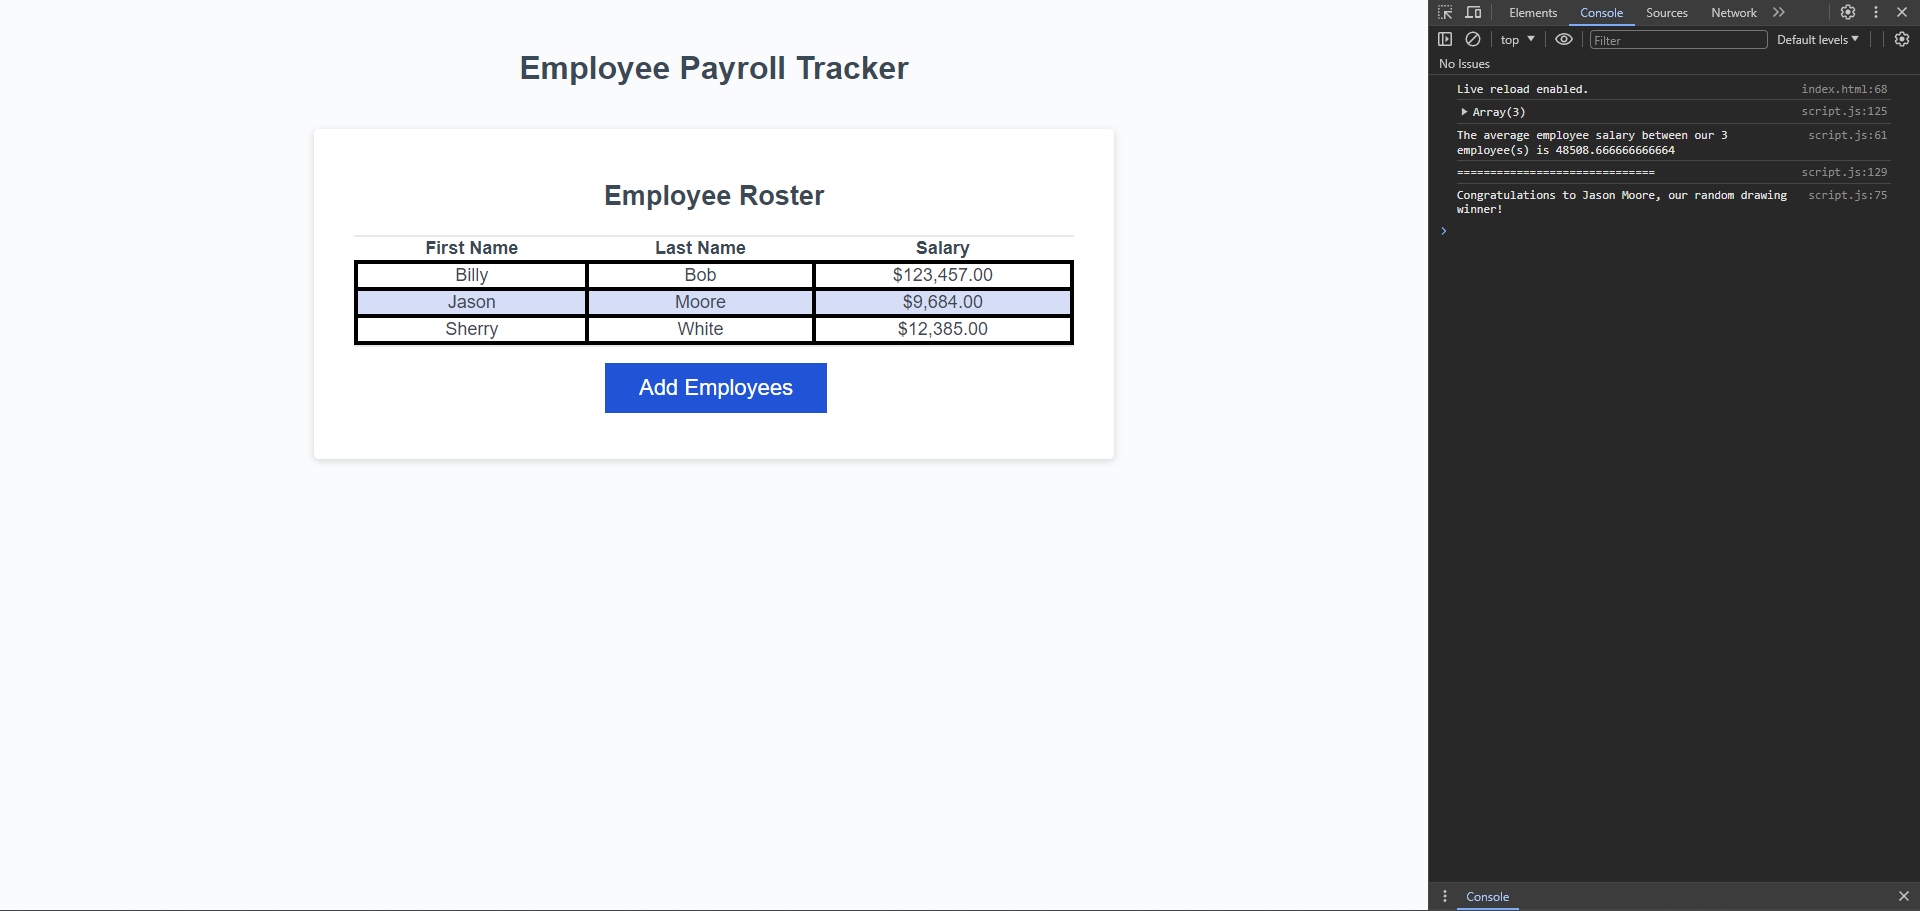 Employee Payroll Tracker
Employee Roster
First Name Last Name Salary
Billy Bob $123,457.00
Jason Moore $9,684.00
Sherry White $12,385.00
Add Employees
Elements Console Sources Network
top Filter Default levels
No Issues
Live reload enabled. index.html:68
Array(3) script.js:125
The average employee salary between our 3 script.js:61
employee(s) is 48508.666666666664
============================== script.js:129
Congratulations to Jason Moore, our random drawing script.js:75
winner!
Console